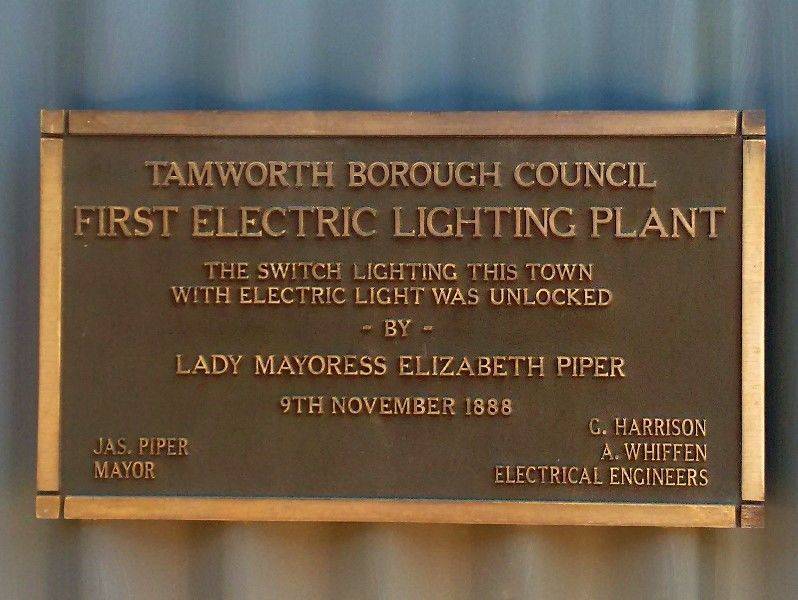 TAMWORTH BOROUGH COUNCIL
FIRST ELECTRIC LIGHTING PLANT
THE SWITCH LIGHTING THIS TOWN
WITH ELECTRIC LIGHT WAS UNLOCKED
- BY -
LADY MAYORESS ELIZABETH PIPER
9TH NOVEMBER 1888
JAS. PIPER
MAYOR
G. HARRISON
A. WHIFFEN
ELECTRICAL ENGINEERS